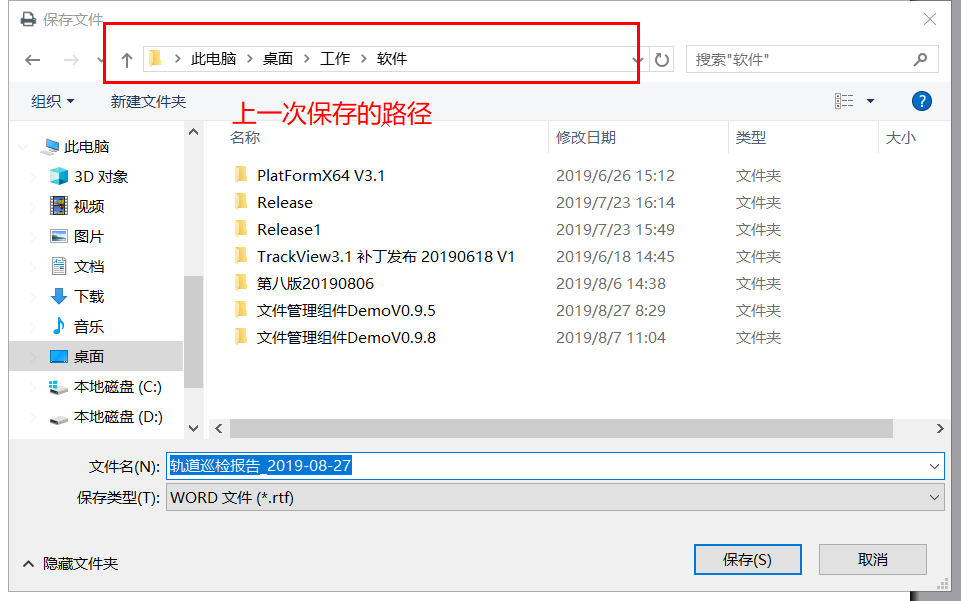 保存文件
此电脑 > 桌面 > 工作 > 软件
搜索"软件"
组织
新建文件夹
上一次保存的路径
名称 修改日期 类型 大小
此电脑
3D 对象
视频
图片
文档
下载
音乐
桌面
本地磁盘 (C:)
本地磁盘 (D:)
PlatFormX64 V3.1 2019/6/26 15:12 文件夹
Release 2019/7/23 16:14 文件夹
Release1 2019/7/23 15:49 文件夹
TrackView3.1 补丁发布 20190618 V1 2019/6/18 14:45 文件夹
第八版20190806 2019/8/6 14:38 文件夹
文件管理组件DemoV0.9.5 2019/8/27 8:29 文件夹
文件管理组件DemoV0.9.8 2019/8/7 11:04 文件夹
文件名(N): 轨道巡检报告_2019-08-27
保存类型(T): WORD 文件 (*.rtf)
隐藏文件夹
保存(S)
取消